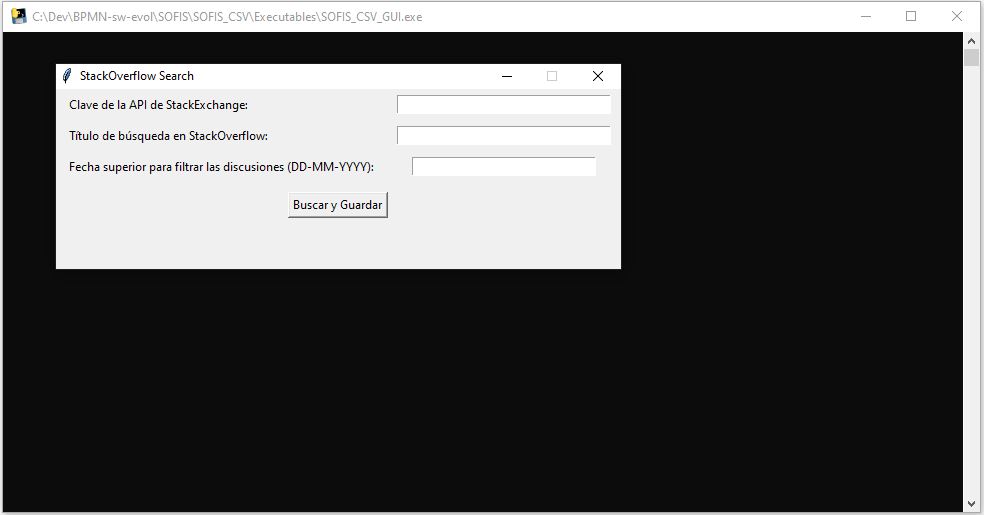 C:\Dev\BPMN-sw-evol\SOFIS\SOFIS_CSV\Executables\SOFIS_CSV_GUI.exe
StackOverflow Search
Clave de la API de StackExchange:
Título de búsqueda en StackOverflow:
Fecha superior para filtrar las discusiones (DD-MM-YYYY):
Buscar y Guardar